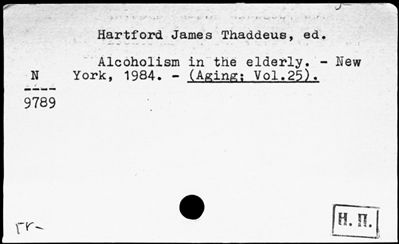 Hartford James Thaddeus, ed.
Alcoholism in the elderly. - New
N York, 1984. - (Aging; Vol.25).
----
9789
Н. П.